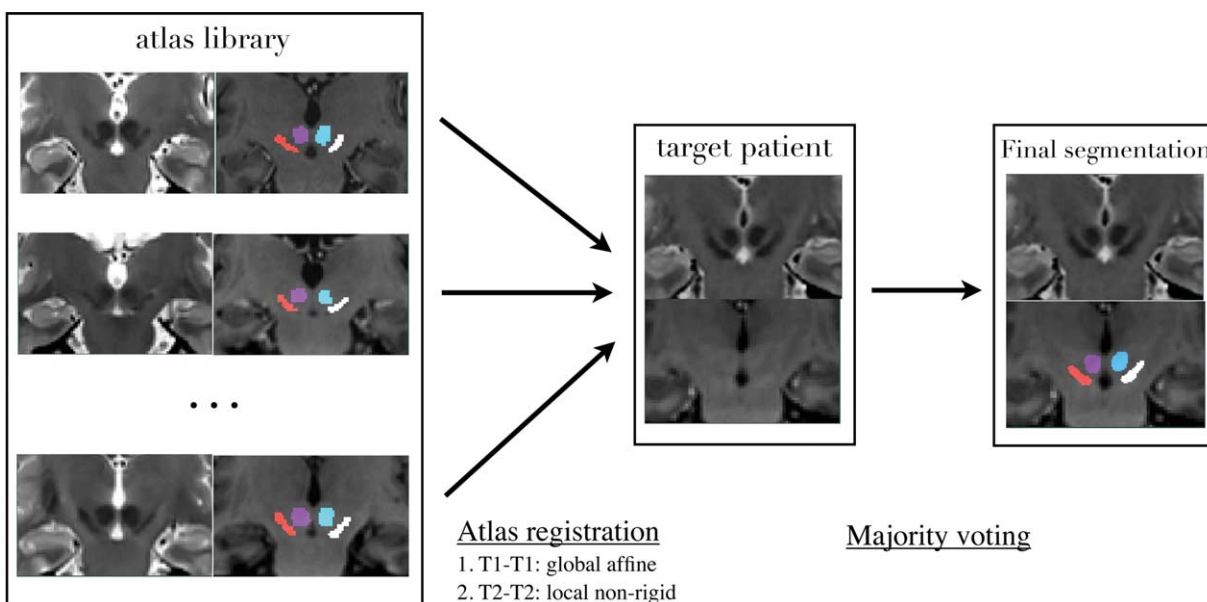 atlas library
. . .
target patient
Final segmentation
Atlas registration
1. T1-T1: global affine
2. T2-T2: local non-rigid
Majority voting